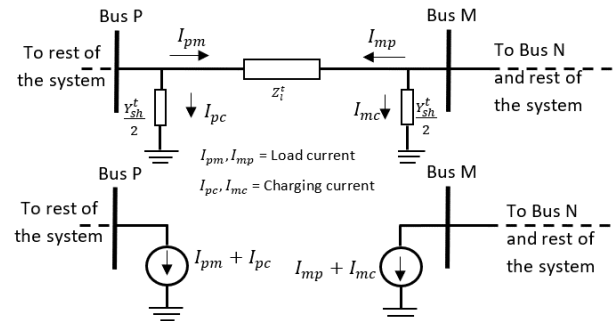 Bus P
Bus M
To rest of
the system
I_pm
I_mp
To Bus N
and rest of
the system
Z_l^t
Y_sh^t/2
I_pc
I_mc
Y_sh^t/2
I_pm, I_mp = Load current
I_pc, I_mc = Charging current
Bus P
Bus M
To rest of
the system
To Bus N
and rest of
the system
I_pm + I_pc
I_mp + I_mc